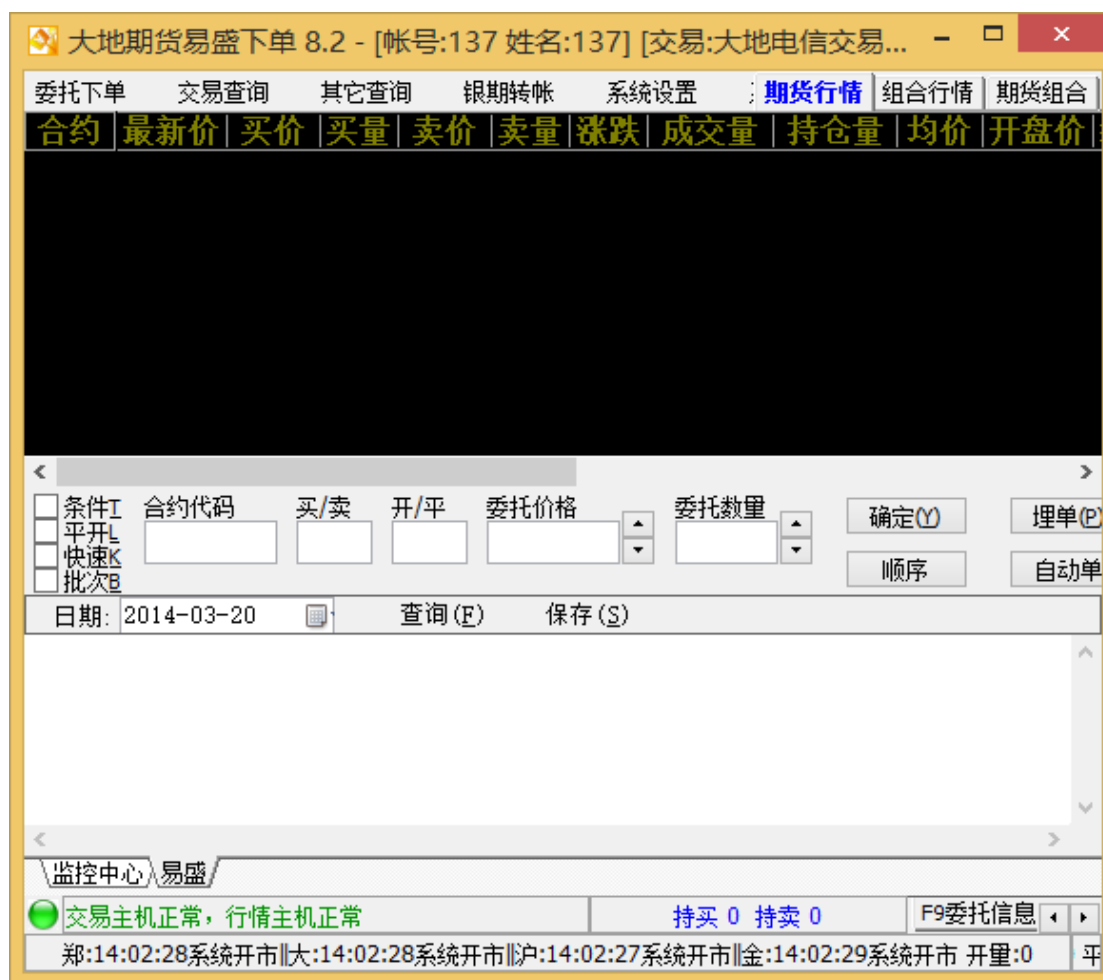 大地期货易盛下单 8.2 - [帐号:137 姓名:137] [交易:大地电信交易...
委托下单 交易查询 其它查询 银期转帐 系统设置 期货行情 组合行情 期货组合
合约 最新价 买价 买量 卖价 卖量 涨跌 成交量 持仓量 均价 开盘价
条件T 合约代码 买/卖 开/平 委托价格 委托数量 确定(Y) 埋单(P)
平开L
快速K
批次B 顺序 自动单
日期: 2014-03-20 查询(F) 保存(S)
监控中心 易盛
交易主机正常，行情主机正常 持买 0 持卖 0 F9委托信息
郑:14:02:28系统开市||大:14:02:28系统开市||沪:14:02:27系统开市||金:14:02:29系统开市 开量:0 平